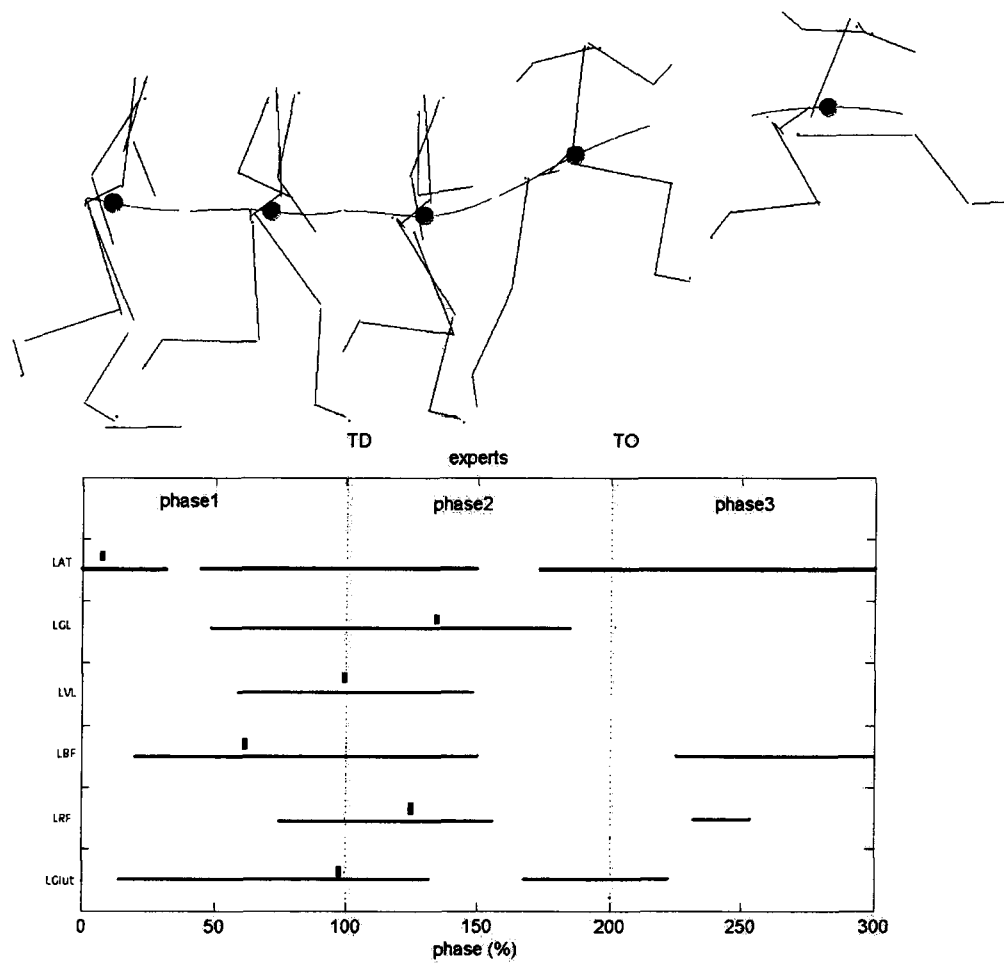 TD TO
experts
phase1 phase2 phase3
LAT
LGL
LVL
LBF
LRF
LGlut
0 50 100 150 200 250 300
phase (%)